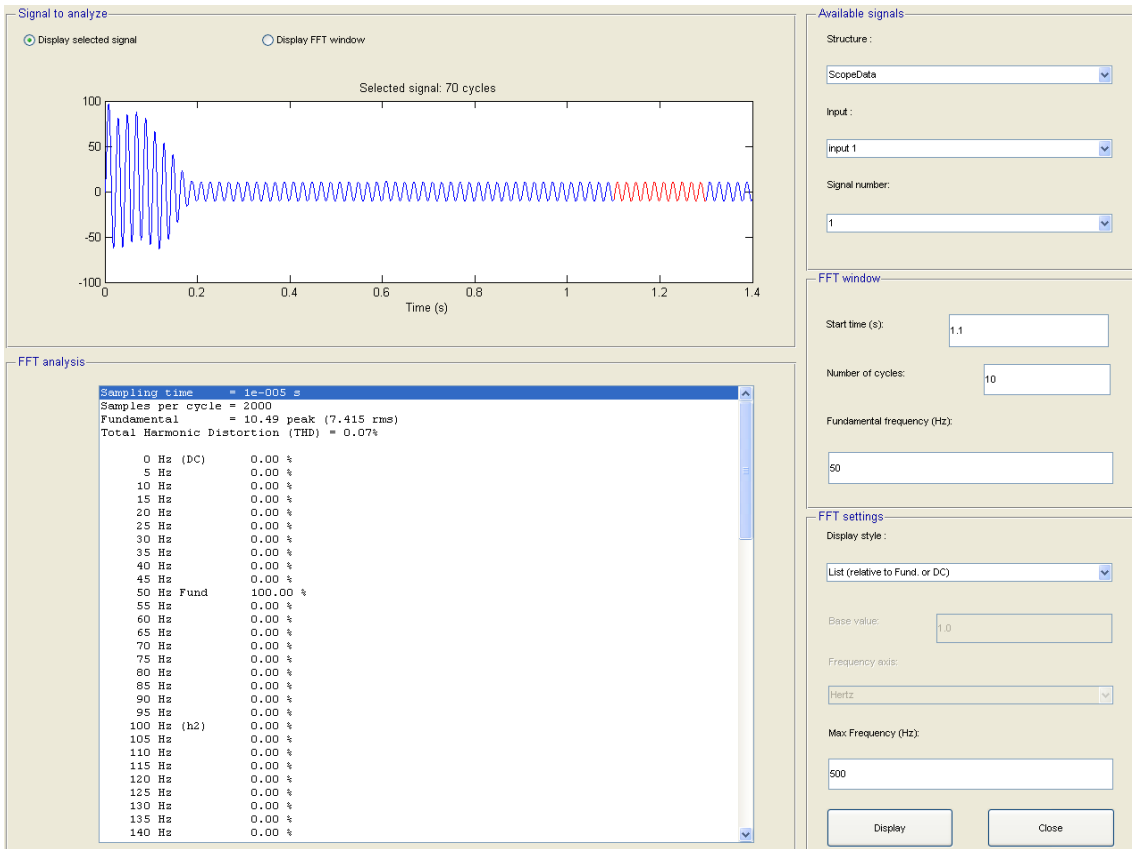 Signal to analyze
Display selected signal
Display FFT window
Selected signal: 70 cycles
100
50
0
-50
-100
0
0.2
0.4
0.6
0.8
1
1.2
1.4
Time (s)
FFT analysis
Sampling time = 1e-005 s
Samples per cycle = 2000
Fundamental = 10.49 peak (7.415 rms)
Total Harmonic Distortion (THD) = 0.07%
0 Hz (DC) 0.00 %
5 Hz 0.00 %
10 Hz 0.00 %
15 Hz 0.00 %
20 Hz 0.00 %
25 Hz 0.00 %
30 Hz 0.00 %
35 Hz 0.00 %
40 Hz 0.00 %
45 Hz 0.00 %
50 Hz Fund 100.00 %
55 Hz 0.00 %
60 Hz 0.00 %
65 Hz 0.00 %
70 Hz 0.00 %
75 Hz 0.00 %
80 Hz 0.00 %
85 Hz 0.00 %
90 Hz 0.00 %
95 Hz 0.00 %
100 Hz (h2) 0.00 %
105 Hz 0.00 %
110 Hz 0.00 %
115 Hz 0.00 %
120 Hz 0.00 %
125 Hz 0.00 %
130 Hz 0.00 %
135 Hz 0.00 %
140 Hz 0.00 %
Available signals
Structure :
ScopeData
Input :
input 1
Signal number:
1
FFT window
Start time (s):
1.1
Number of cycles:
10
Fundamental frequency (Hz):
50
FFT settings
Display style :
List (relative to Fund. or DC)
Base value:
1.0
Frequency axis:
Hertz
Max Frequency (Hz):
500
Display
Close